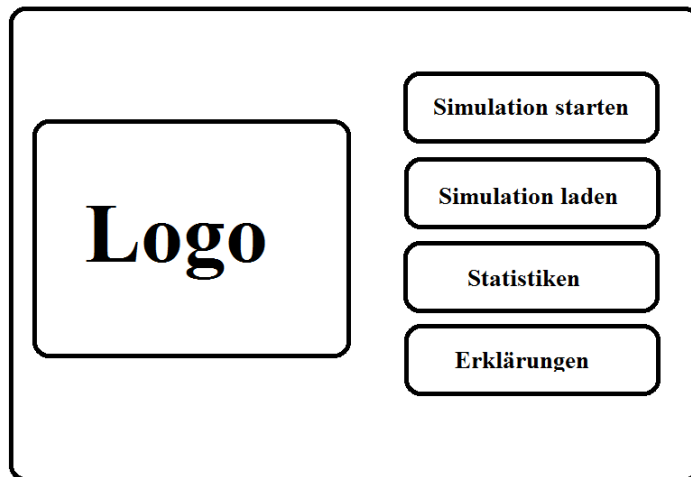 Logo
Simulation starten
Simulation laden
Statistiken
Erklärungen